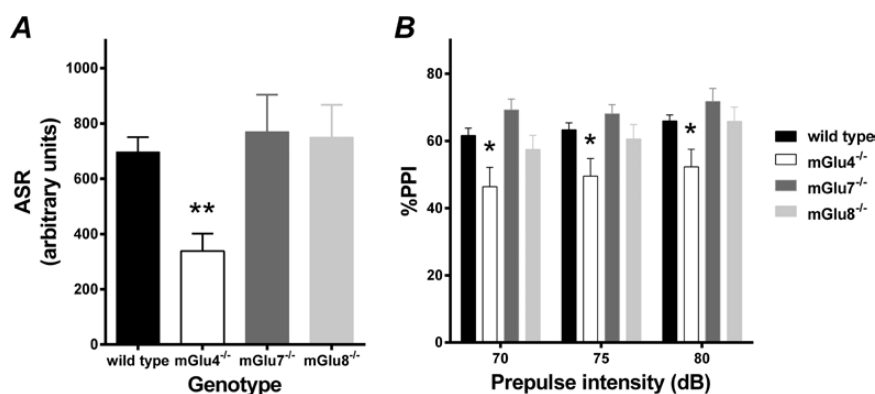 A
ASR
(arbitrary units)
1000
800
600
400
200
0
**
wild type mGlu4-/- mGlu7-/- mGlu8-/-
Genotype
B
%PPI
80
60
40
20
0
* * *
70 75 80
Prepulse intensity (dB)
wild type
mGlu4-/-
mGlu7-/-
mGlu8-/-